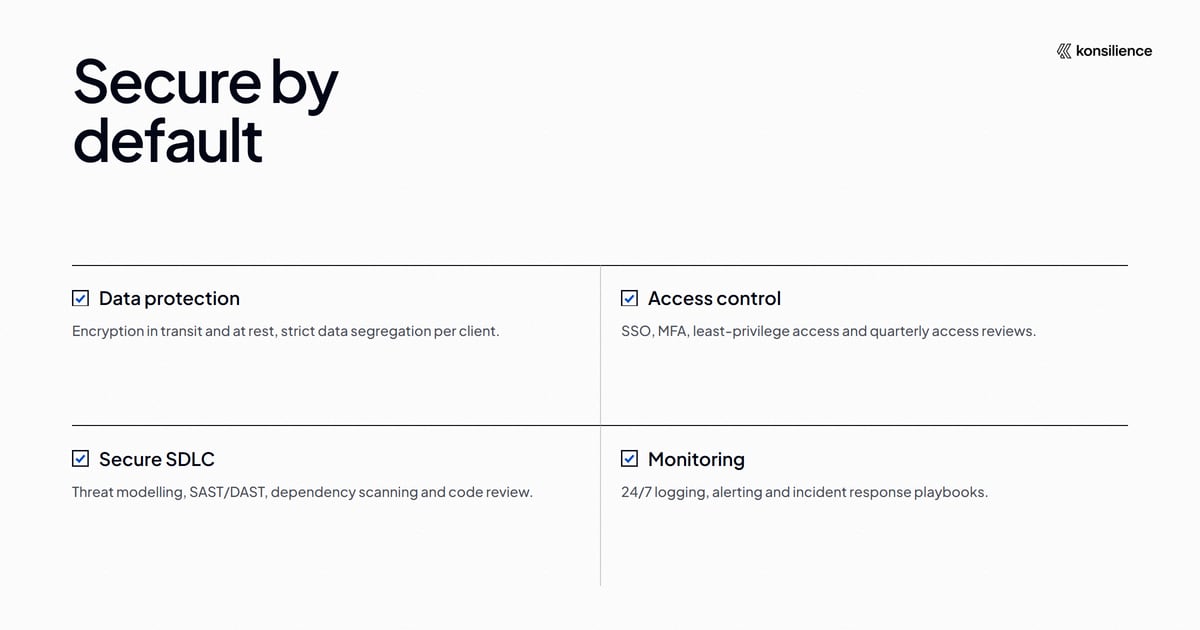 Secure by
default
konsilience
Data protection
Encryption in transit and at rest, strict data segregation per client.
Access control
SSO, MFA, least-privilege access and quarterly access reviews.
Secure SDLC
Threat modelling, SAST/DAST, dependency scanning and code review.
Monitoring
24/7 logging, alerting and incident response playbooks.